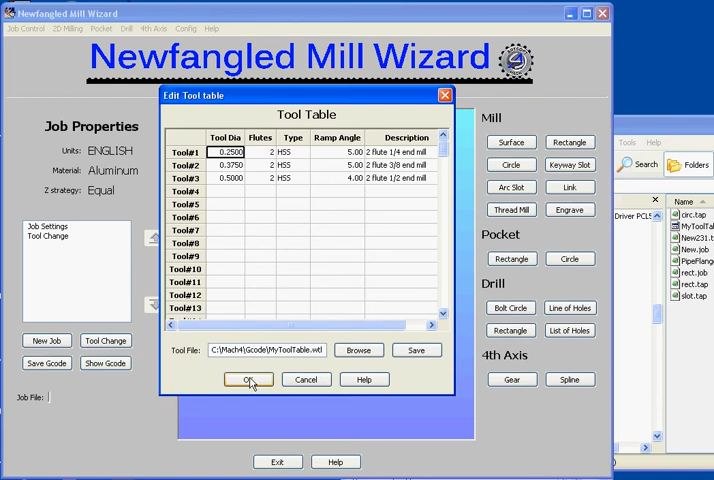 Newfangled Mill Wizard
Job Control 2D Milling Pocket Drill 4th Axis Config Help
Newfangled Mill Wizard
Job Properties
Units: ENGLISH
Material: Aluminum
Z strategy: Equal
Job Settings
Tool Change
New Job Tool Change
Save Gcode Show Gcode
Job File:
Edit Tool table
Tool Table
Tool Dia Flutes Type Ramp Angle Description
Tool#1 0.2500 2 HSS 5.00 2 flute 1/4 end mill
Tool#2 0.3750 2 HSS 5.00 2 flute 3/8 end mill
Tool#3 0.5000 2 HSS 4.00 2 flute 1/2 end mill
Tool#4
Tool#5
Tool#6
Tool#7
Tool#8
Tool#9
Tool#10
Tool#11
Tool#12
Tool#13
Tool File: C:\Mach4\Gcode\MyToolTable.wtl Browse Save
OK Cancel Help
Mill
Surface Rectangle
Circle Keyway Slot
Arc Slot Link
Thread Mill Engrave
Pocket
Rectangle Circle
Drill
Bolt Circle Line of Holes
Rectangle List of Holes
4th Axis
Gear Spline
Exit Help
Tools Help
Search Folders
Name
Driver PCL5
circ.tap
MyToolTa
New231.t
New.job
PipeFlang
rect.job
rect.tap
slot.tap